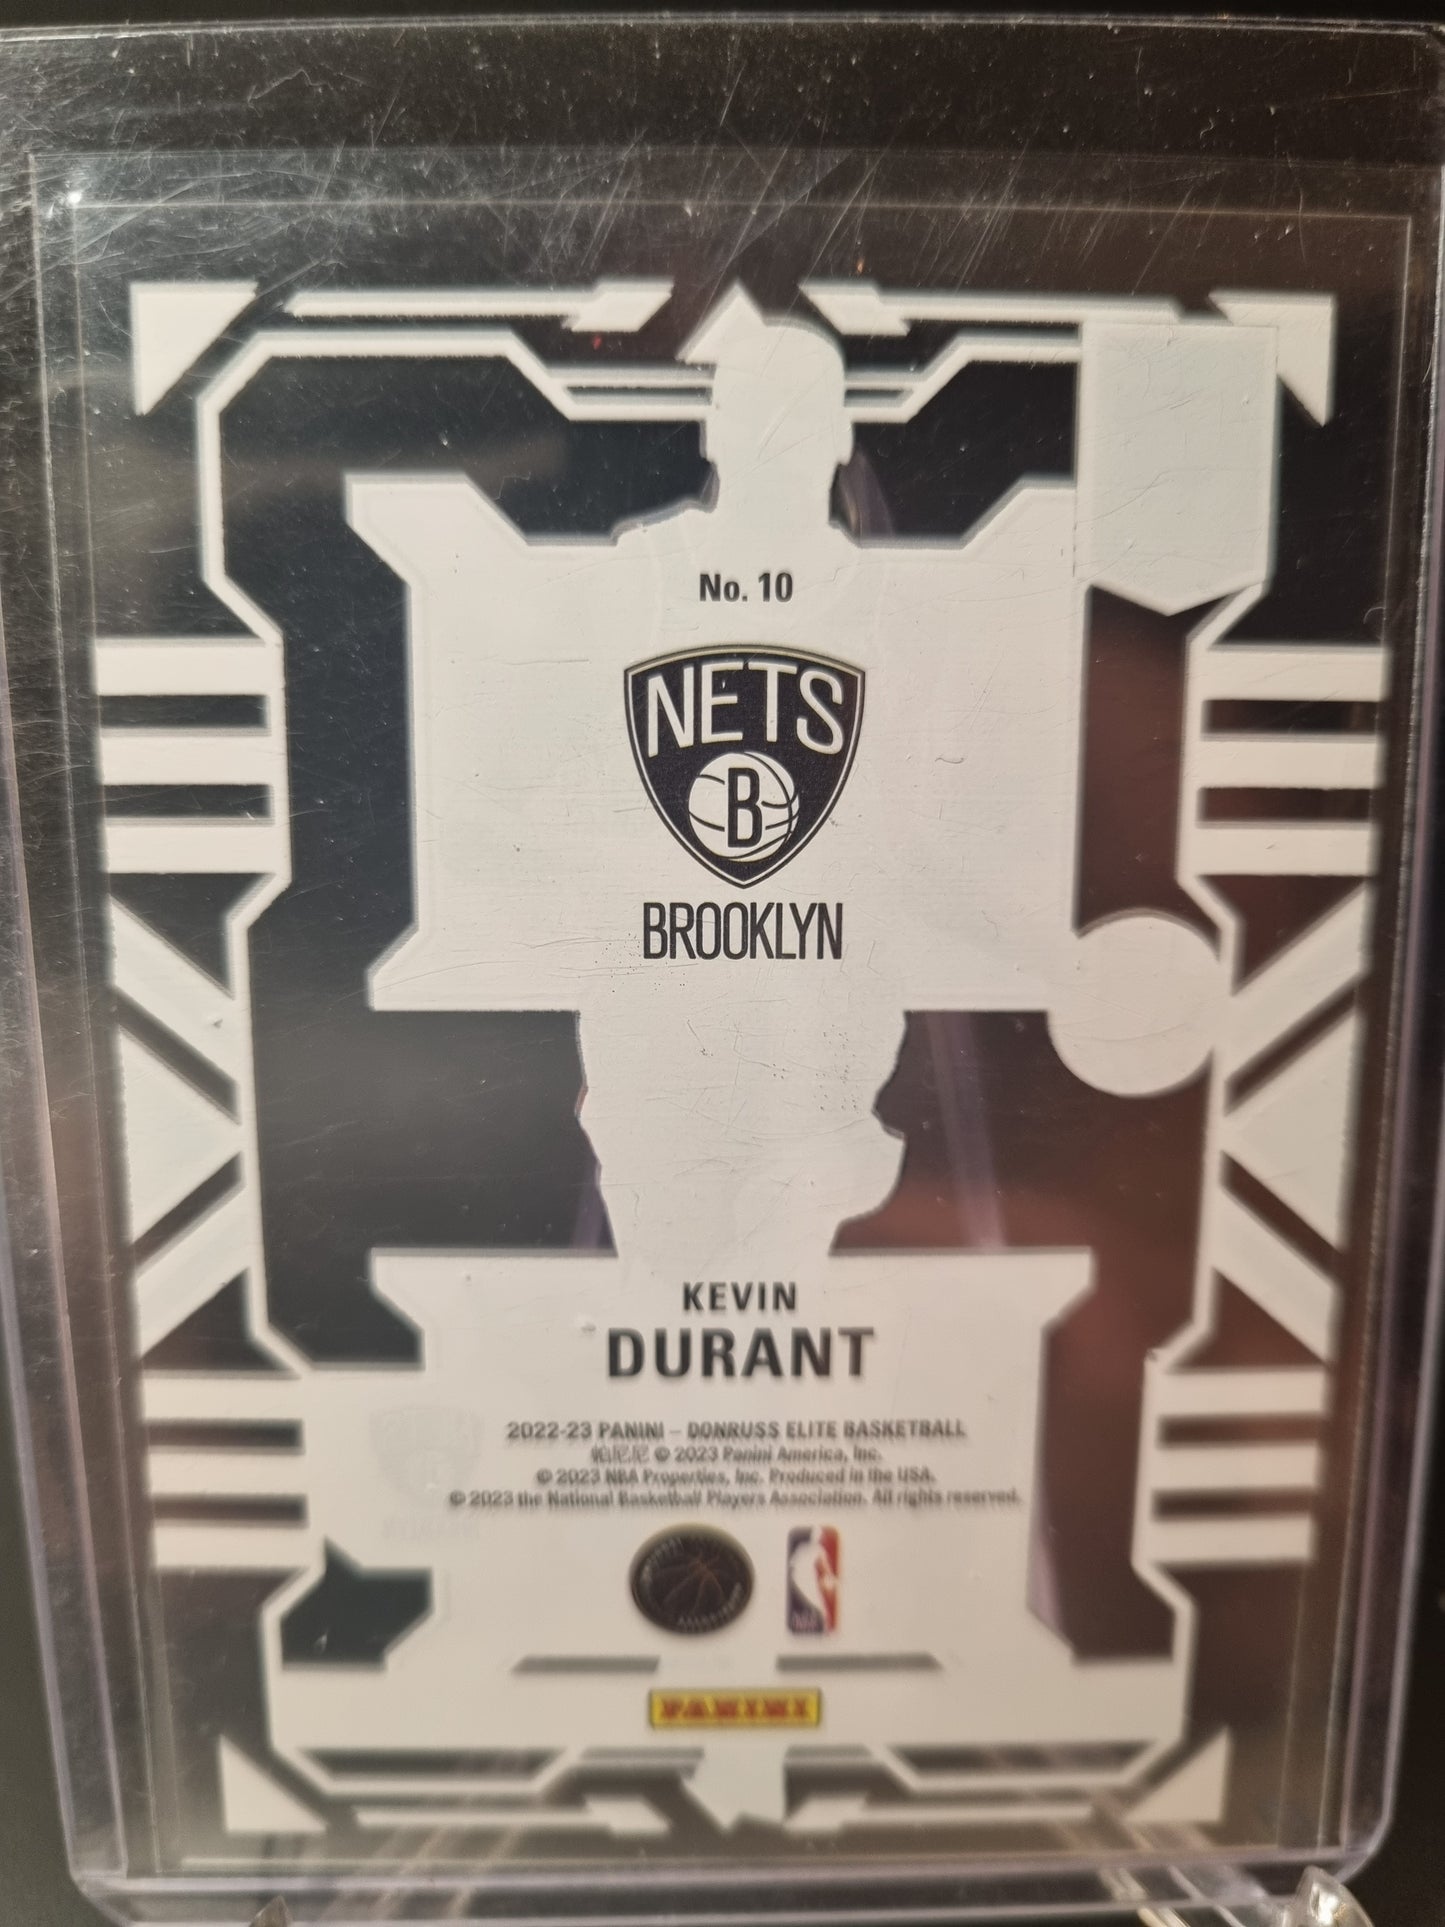 No. 10
NETS
B
BROOKLYN
KEVIN
DURANT
2022-23 PANINI – DONRUSS ELITE BASKETBALL
帕尼尼 © 2023 Panini America, Inc.
© 2023 NBA Properties, Inc. Produced in the USA.
© 2023 the National Basketball Players Association. All rights reserved.
PANINI